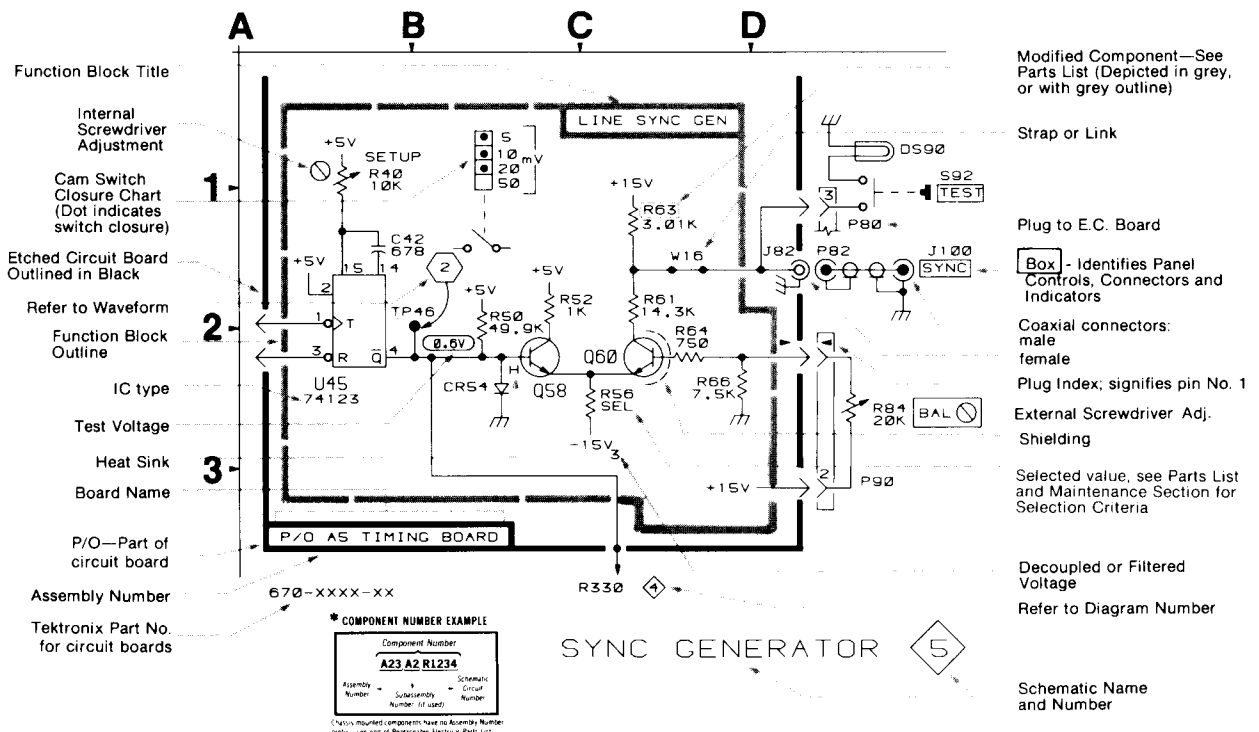 A B C D
Function Block Title
Internal
Screwdriver
Adjustment
Cam Switch
Closure Chart
(Dot indicates
switch closure)
Etched Circuit Board
Outlined in Black
Refer to Waveform
Function Block
Outline
IC type
Test Voltage
Heat Sink
Board Name
P/O—Part of
circuit board
Assembly Number
Tektronix Part No.
for circuit boards
1
2
3
LINE SYNC GEN
+5V
SETUP
R40
10K
5
10
20
50
mV
C42
678
+5V
15 14
2
1
T
3
R
Q̅
4
U45
74123
2
TP46
0.6V
+5V
R50
49.9K
CR54
H
+5V
R52
1K
Q58
Q60
R56
SEL
-15V3
+15V
R63
3.01K
W16
R61
14.3K
R64
750
R66
7.5K
+15V
DS90
S92
TEST
3
P80
J82 P82 J100
SYNC
1
R84
20K
BAL
2
P90
P/O A5 TIMING BOARD
670-XXXX-XX
R330 4
* COMPONENT NUMBER EXAMPLE
Component Number
A23 A2 R1234
Assembly
Number
Subassembly
Number (if used)
Schematic
Circuit
Number
Chassis mounted components have no Assembly Number
SYNC GENERATOR 5
Modified Component—See
Parts List (Depicted in grey,
or with grey outline)
Strap or Link
Plug to E.C. Board
Box - Identifies Panel
Controls, Connectors and
Indicators
Coaxial connectors:
male
female
Plug Index; signifies pin No. 1
External Screwdriver Adj.
Shielding
Selected value, see Parts List
and Maintenance Section for
Selection Criteria
Decoupled or Filtered
Voltage
Refer to Diagram Number
Schematic Name
and Number